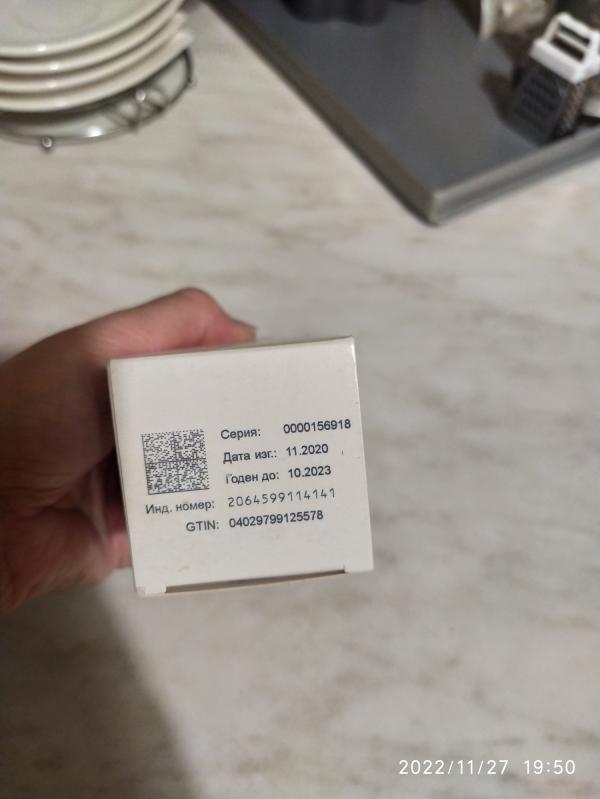 Серия: 0000156918
Дата изг.: 11.2020
Годен до: 10.2023
Инд. номер: 2064599114141
GTIN: 04029799125578
2022/11/27 19:50